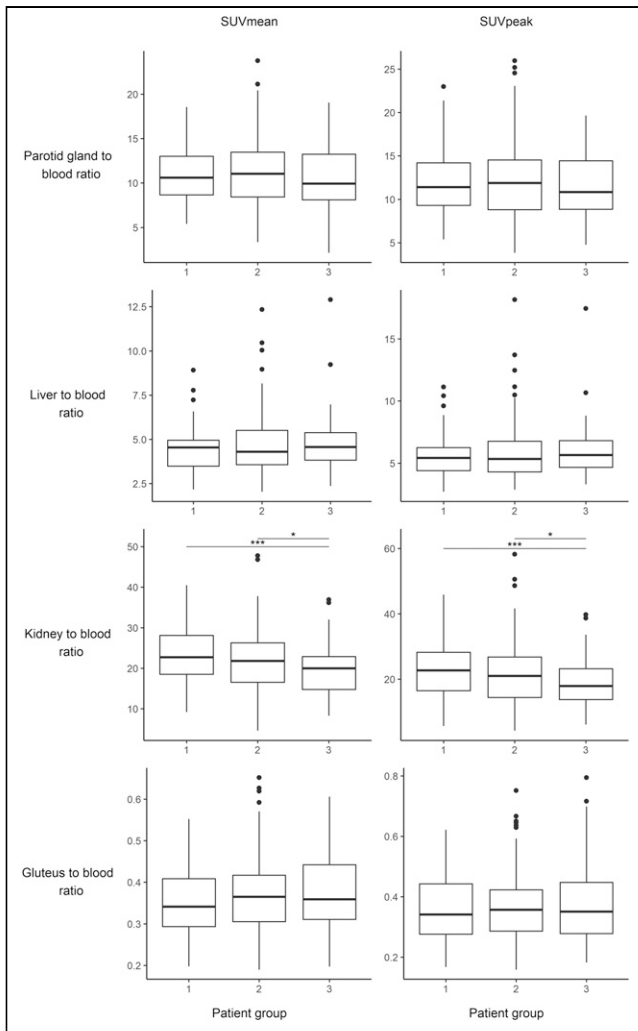 SUVmean
SUVpeak
Parotid gland to
blood ratio
20
15
10
5
1 2 3
25
20
15
10
5
1 2 3
Liver to blood
ratio
12.5
10.0
7.5
5.0
2.5
1 2 3
15
10
5
1 2 3
Kidney to blood
ratio
50
40
30
20
10
*
***
1 2 3
60
40
20
*
***
1 2 3
Gluteus to blood
ratio
0.6
0.5
0.4
0.3
0.2
1 2 3
0.8
0.6
0.4
0.2
1 2 3
Patient group
Patient group